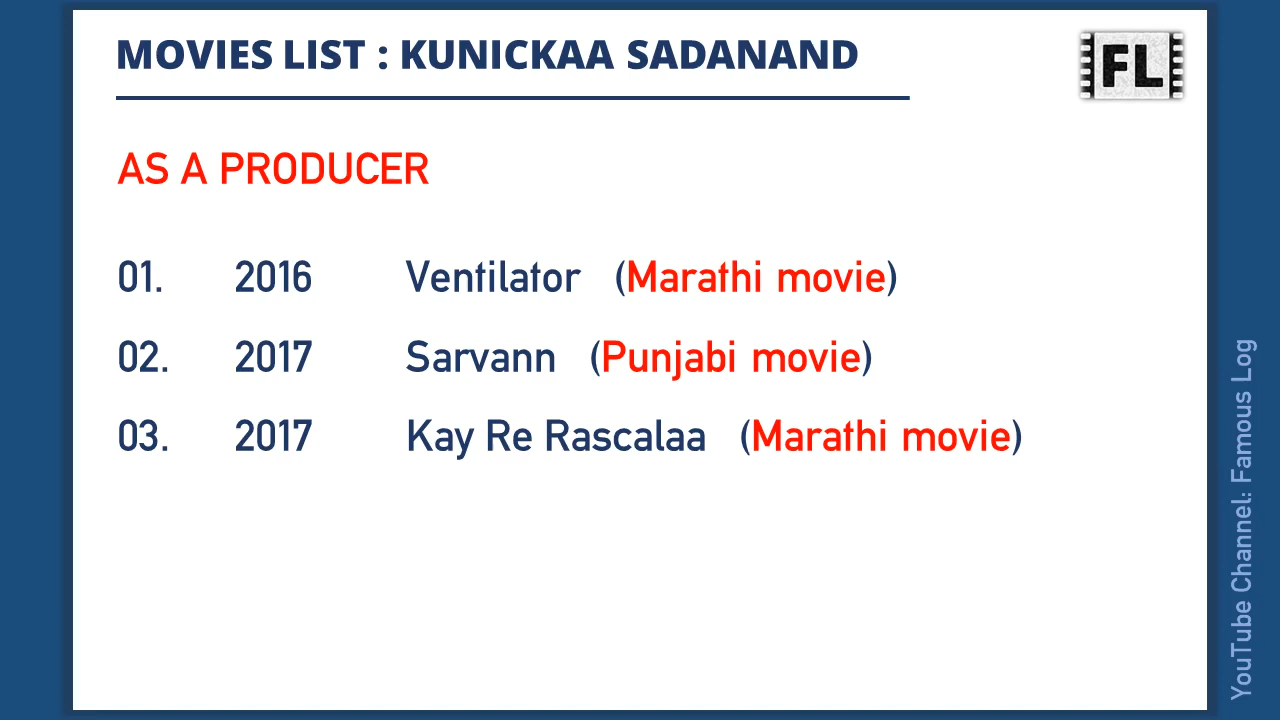 MOVIES LIST : KUNICKAA SADANAND
FL
AS A PRODUCER
01. 2016 Ventilator (Marathi movie)
02. 2017 Sarvann (Punjabi movie)
03. 2017 Kay Re Rascalaa (Marathi movie)
YouTube Channel: Famous Log